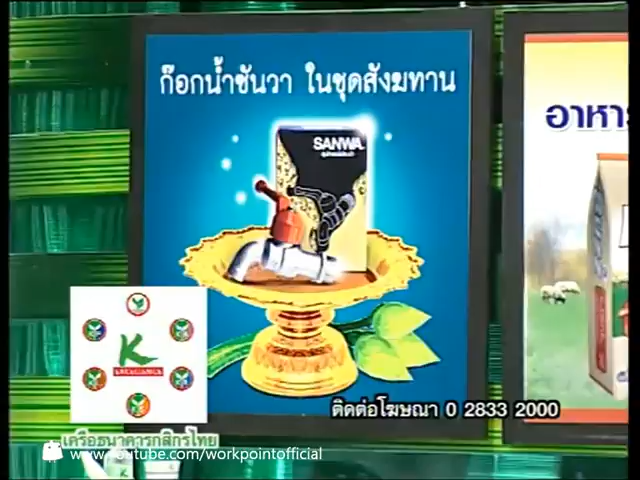 ก๊อกน้ำซันวา ในชุดสังฆทาน
อาหาร
SANWA
K
EXCELLENCE
ติดต่อโฆษณา 0 2833 2000
เครือธนาคารกสิกรไทย
www.youtube.com/workpointofficial